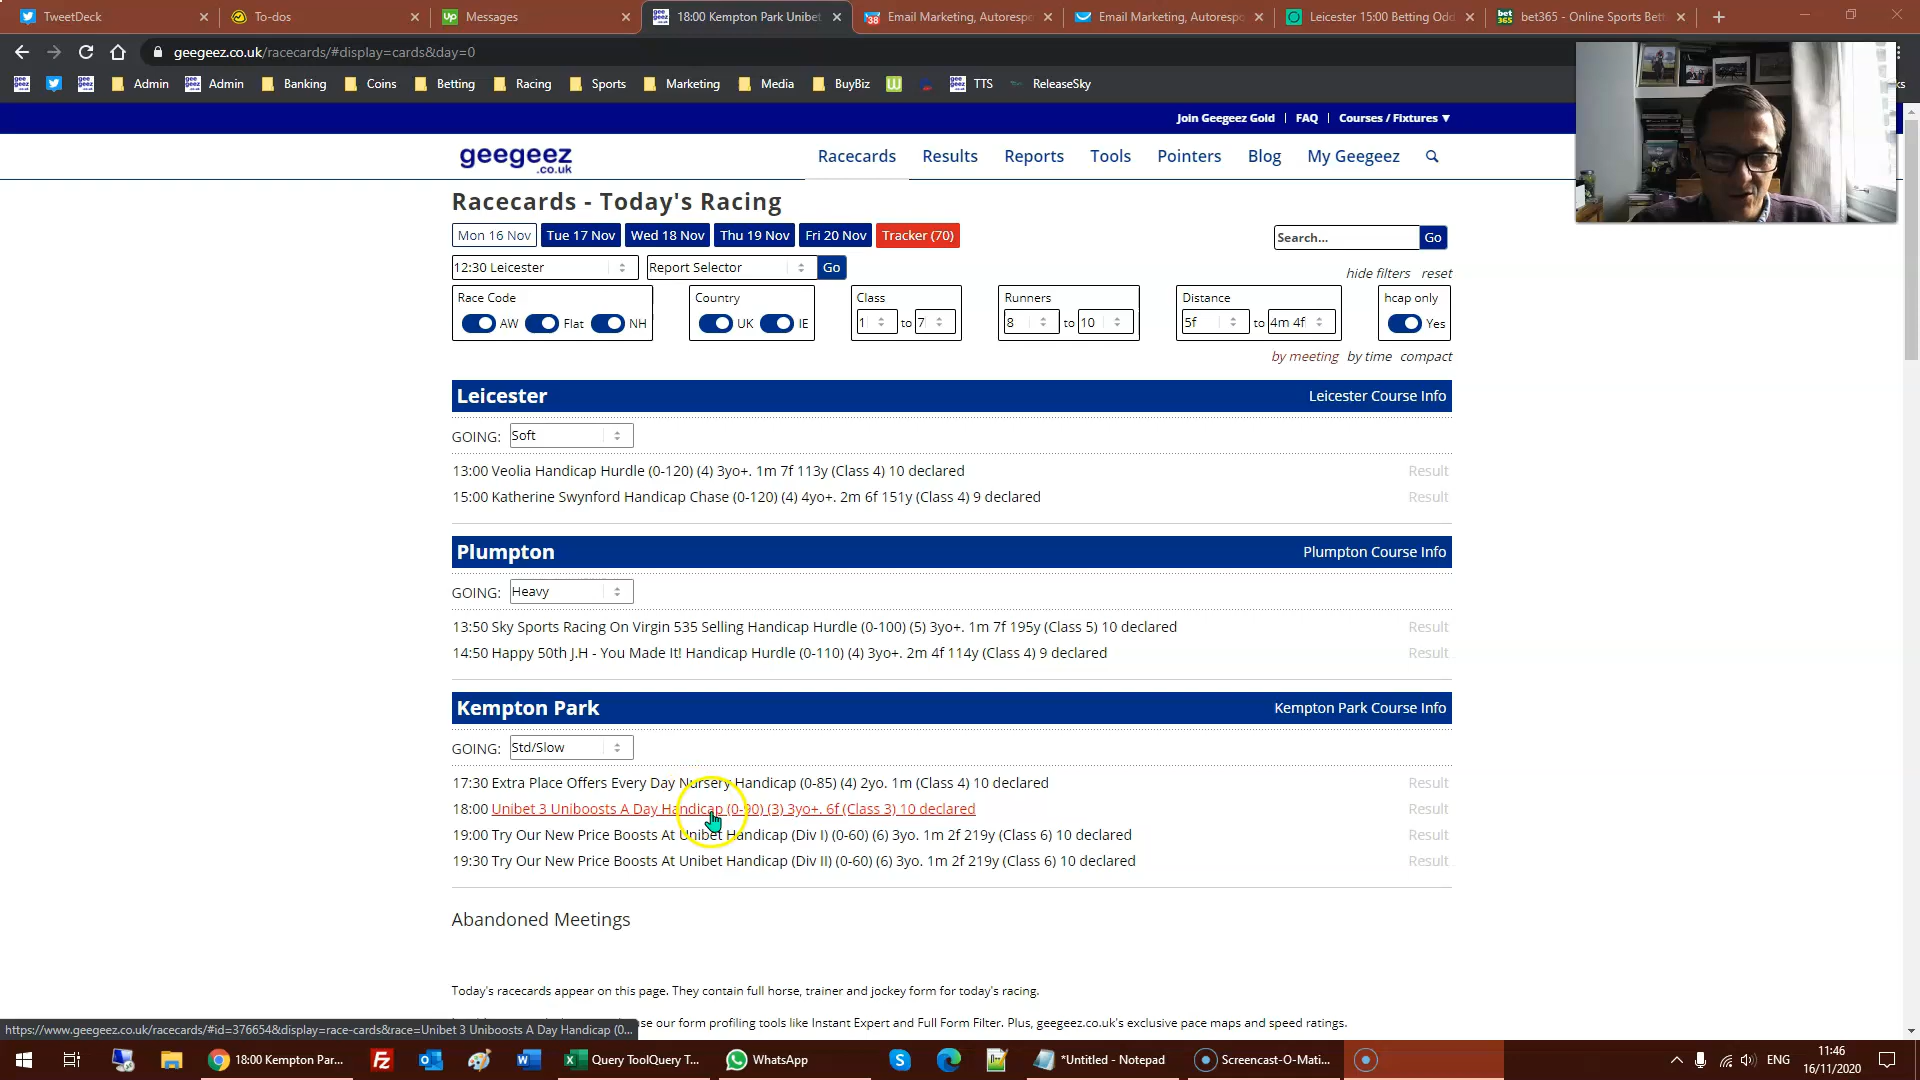 TweetDeck
To-dos
Messages
18:00 Kempton Park Unibet
38 Email Marketing, Autorespo
Email Marketing, Autorespo
Leicester 15:00 Betting Odd
bet365 - Online Sports Bett
geegeez.co.uk/racecards/#display=cards&day=0
Admin Admin Banking Coins Betting Racing Sports Marketing Media BuyBiz TTS ReleaseSky
Join Geegeez Gold | FAQ | Courses / Fixtures ▼
geegeez
.co.uk
Racecards Results Reports Tools Pointers Blog My Geegeez
Racecards - Today's Racing
Mon 16 Nov Tue 17 Nov Wed 18 Nov Thu 19 Nov Fri 20 Nov Tracker (70)
Search... Go
12:30 Leicester Report Selector Go
hide filters reset
Race Code Country Class Runners Distance hcap only
AW Flat NH UK IE 1 to 7 8 to 10 5f to 4m 4f Yes
by meeting by time compact
Leicester Leicester Course Info
GOING: Soft
13:00 Veolia Handicap Hurdle (0-120) (4) 3yo+. 1m 7f 113y (Class 4) 10 declared Result
15:00 Katherine Swynford Handicap Chase (0-120) (4) 4yo+. 2m 6f 151y (Class 4) 9 declared Result
Plumpton Plumpton Course Info
GOING: Heavy
13:50 Sky Sports Racing On Virgin 535 Selling Handicap Hurdle (0-100) (5) 3yo+. 1m 7f 195y (Class 5) 10 declared Result
14:50 Happy 50th J.H - You Made It! Handicap Hurdle (0-110) (4) 3yo+. 2m 4f 114y (Class 4) 9 declared Result
Kempton Park Kempton Park Course Info
GOING: Std/Slow
17:30 Extra Place Offers Every Day Nursery Handicap (0-85) (4) 2yo. 1m (Class 4) 10 declared Result
18:00 Unibet 3 Uniboosts A Day Handicap (0-90) (3) 3yo+. 6f (Class 3) 10 declared Result
19:00 Try Our New Price Boosts At Unibet Handicap (Div I) (0-60) (6) 3yo. 1m 2f 219y (Class 6) 10 declared Result
19:30 Try Our New Price Boosts At Unibet Handicap (Div II) (0-60) (6) 3yo. 1m 2f 219y (Class 6) 10 declared Result
Abandoned Meetings
Today's racecards appear on this page. They contain full horse, trainer and jockey form for today's racing.
use our form profiling tools like Instant Expert and Full Form Filter. Plus, geegeez.co.uk's exclusive pace maps and speed ratings.
https://www.geegeez.co.uk/racecards/#id=376654&display=race-cards&race=Unibet 3 Uniboosts A Day Handicap (0...
18:00 Kempton Par... Query ToolQuery T... WhatsApp *Untitled - Notepad Screencast-O-Mati... ENG 11:46
16/11/2020